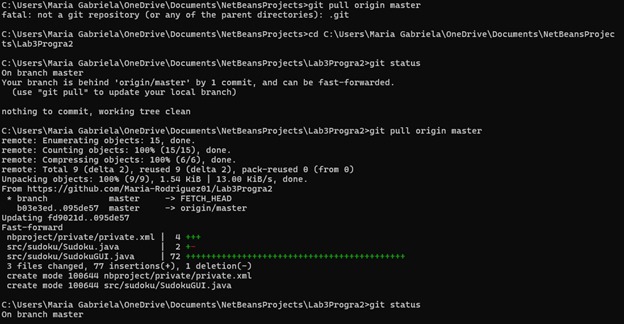 C:\Users\Maria Gabriela\OneDrive\Documents\NetBeansProjects>git pull origin master
fatal: not a git repository (or any of the parent directories): .git
C:\Users\Maria Gabriela\OneDrive\Documents\NetBeansProjects>cd C:\Users\Maria Gabriela\OneDrive\Documents\NetBeansProjec
ts\Lab3Progra2
C:\Users\Maria Gabriela\OneDrive\Documents\NetBeansProjects\Lab3Progra2>git status
On branch master
Your branch is behind 'origin/master' by 1 commit, and can be fast-forwarded.
  (use "git pull" to update your local branch)
nothing to commit, working tree clean
C:\Users\Maria Gabriela\OneDrive\Documents\NetBeansProjects\Lab3Progra2>git pull origin master
remote: Enumerating objects: 15, done.
remote: Counting objects: 100% (15/15), done.
remote: Compressing objects: 100% (6/6), done.
remote: Total 9 (delta 2), reused 9 (delta 2), pack-reused 0 (from 0)
Unpacking objects: 100% (9/9), 1.54 KiB | 13.00 KiB/s, done.
From https://github.com/Maria-Rodriguez01/Lab3Progra2
 * branch            master     -> FETCH_HEAD
   b03e3ed..095de57  master     -> origin/master
Updating fd9021d..095de57
Fast-forward
 nbproject/private/private.xml |  4 +++
 src/sudoku/Sudoku.java        |  2 +-
 src/sudoku/SudokuGUI.java     | 72 +++++++++++++++++++++++++++++++++++++++++++
 3 files changed, 77 insertions(+), 1 deletion(-)
 create mode 100644 nbproject/private/private.xml
 create mode 100644 src/sudoku/SudokuGUI.java
C:\Users\Maria Gabriela\OneDrive\Documents\NetBeansProjects\Lab3Progra2>git status
On branch master